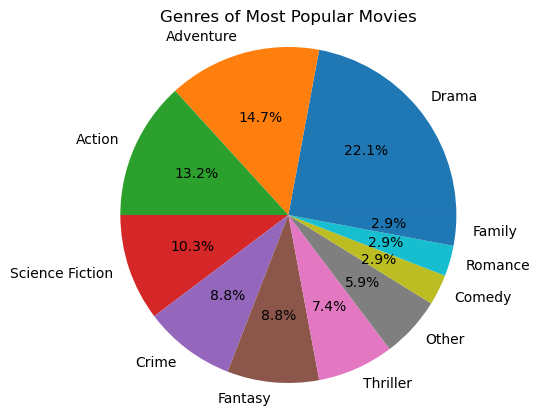 Genres of Most Popular Movies
Adventure
Drama
14.7%
22.1%
Action
13.2%
2.9%
Family
2.9%
10.3%
2.9%
Romance
Science Fiction
5.9%
8.8%
Comedy
7.4%
8.8%
Other
Crime
Thriller
Fantasy